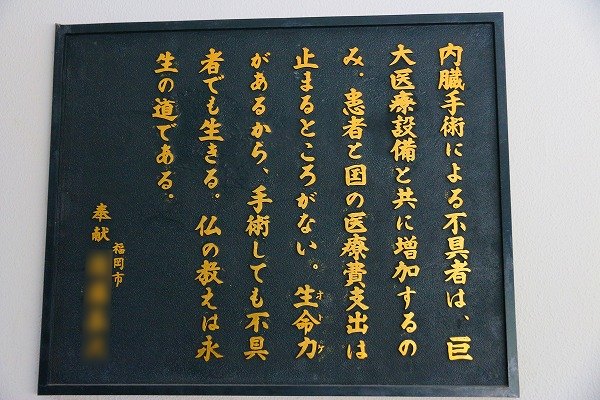 内臓手術による不具者は、巨
大医療設備と共に増加するの
み。患者と国の医療費支出は
止まるところがない。生命力
オトケ
があるから、手術しても不具
者でも生きる。仏の教えは永
生の道である。
福岡市
奉献